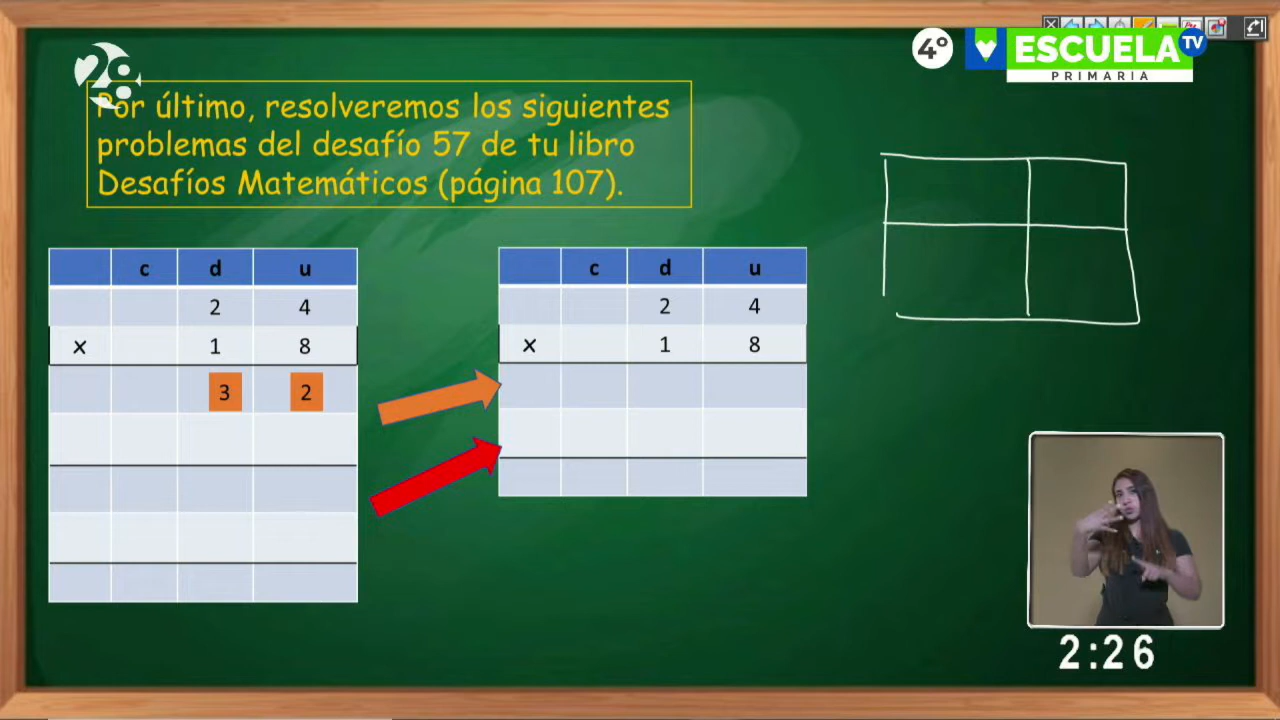 4º
ESCUELA TV
PRIMARIA
Por último, resolveremos los siguientes
problemas del desafío 57 de tu libro
Desafíos Matemáticos (página 107).
c d u
2 4
x 1 8
3 2
c d u
2 4
x 1 8
2:26